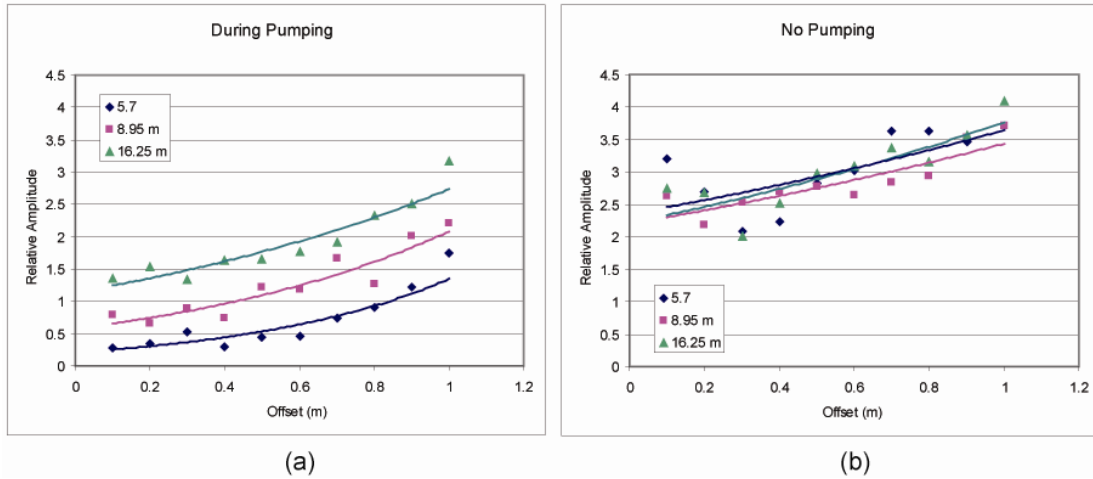 During Pumping
4.5
4
3.5
3
2.5
2
1.5
1
0.5
0
Relative Amplitude
5.7
8.95 m
16.25 m
0 0.2 0.4 0.6 0.8 1 1.2
Offset (m)
(a)
No Pumping
4.5
4
3.5
3
2.5
2
1.5
1
0.5
0
Relative Amplitude
5.7
8.95 m
16.25 m
0 0.2 0.4 0.6 0.8 1 1.2
Offset (m)
(b)